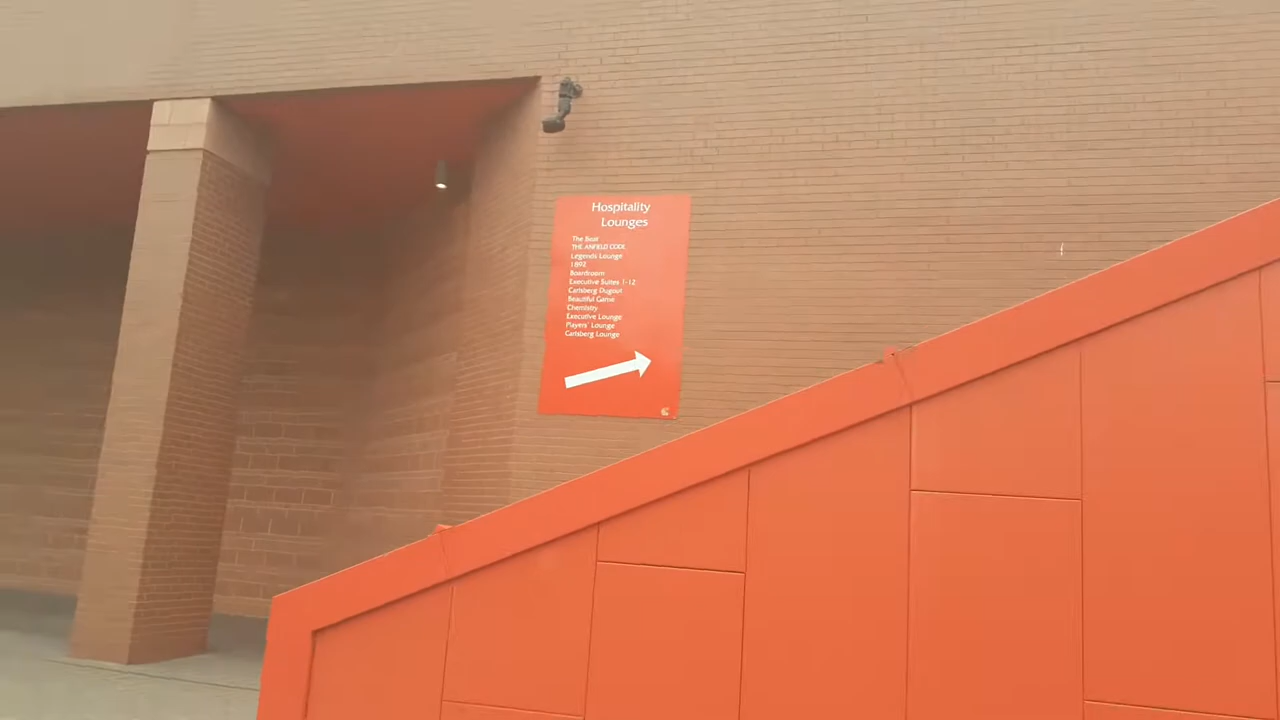 Hospitality
Lounges
The Boat
THE ANFIELD CODE
Legends Lounge
1892
Boardroom
Executive Suites 1-12
Carlsberg Dugout
Beautiful Game
Chemistry
Executive Lounge
Players' Lounge
Carlsberg Lounge